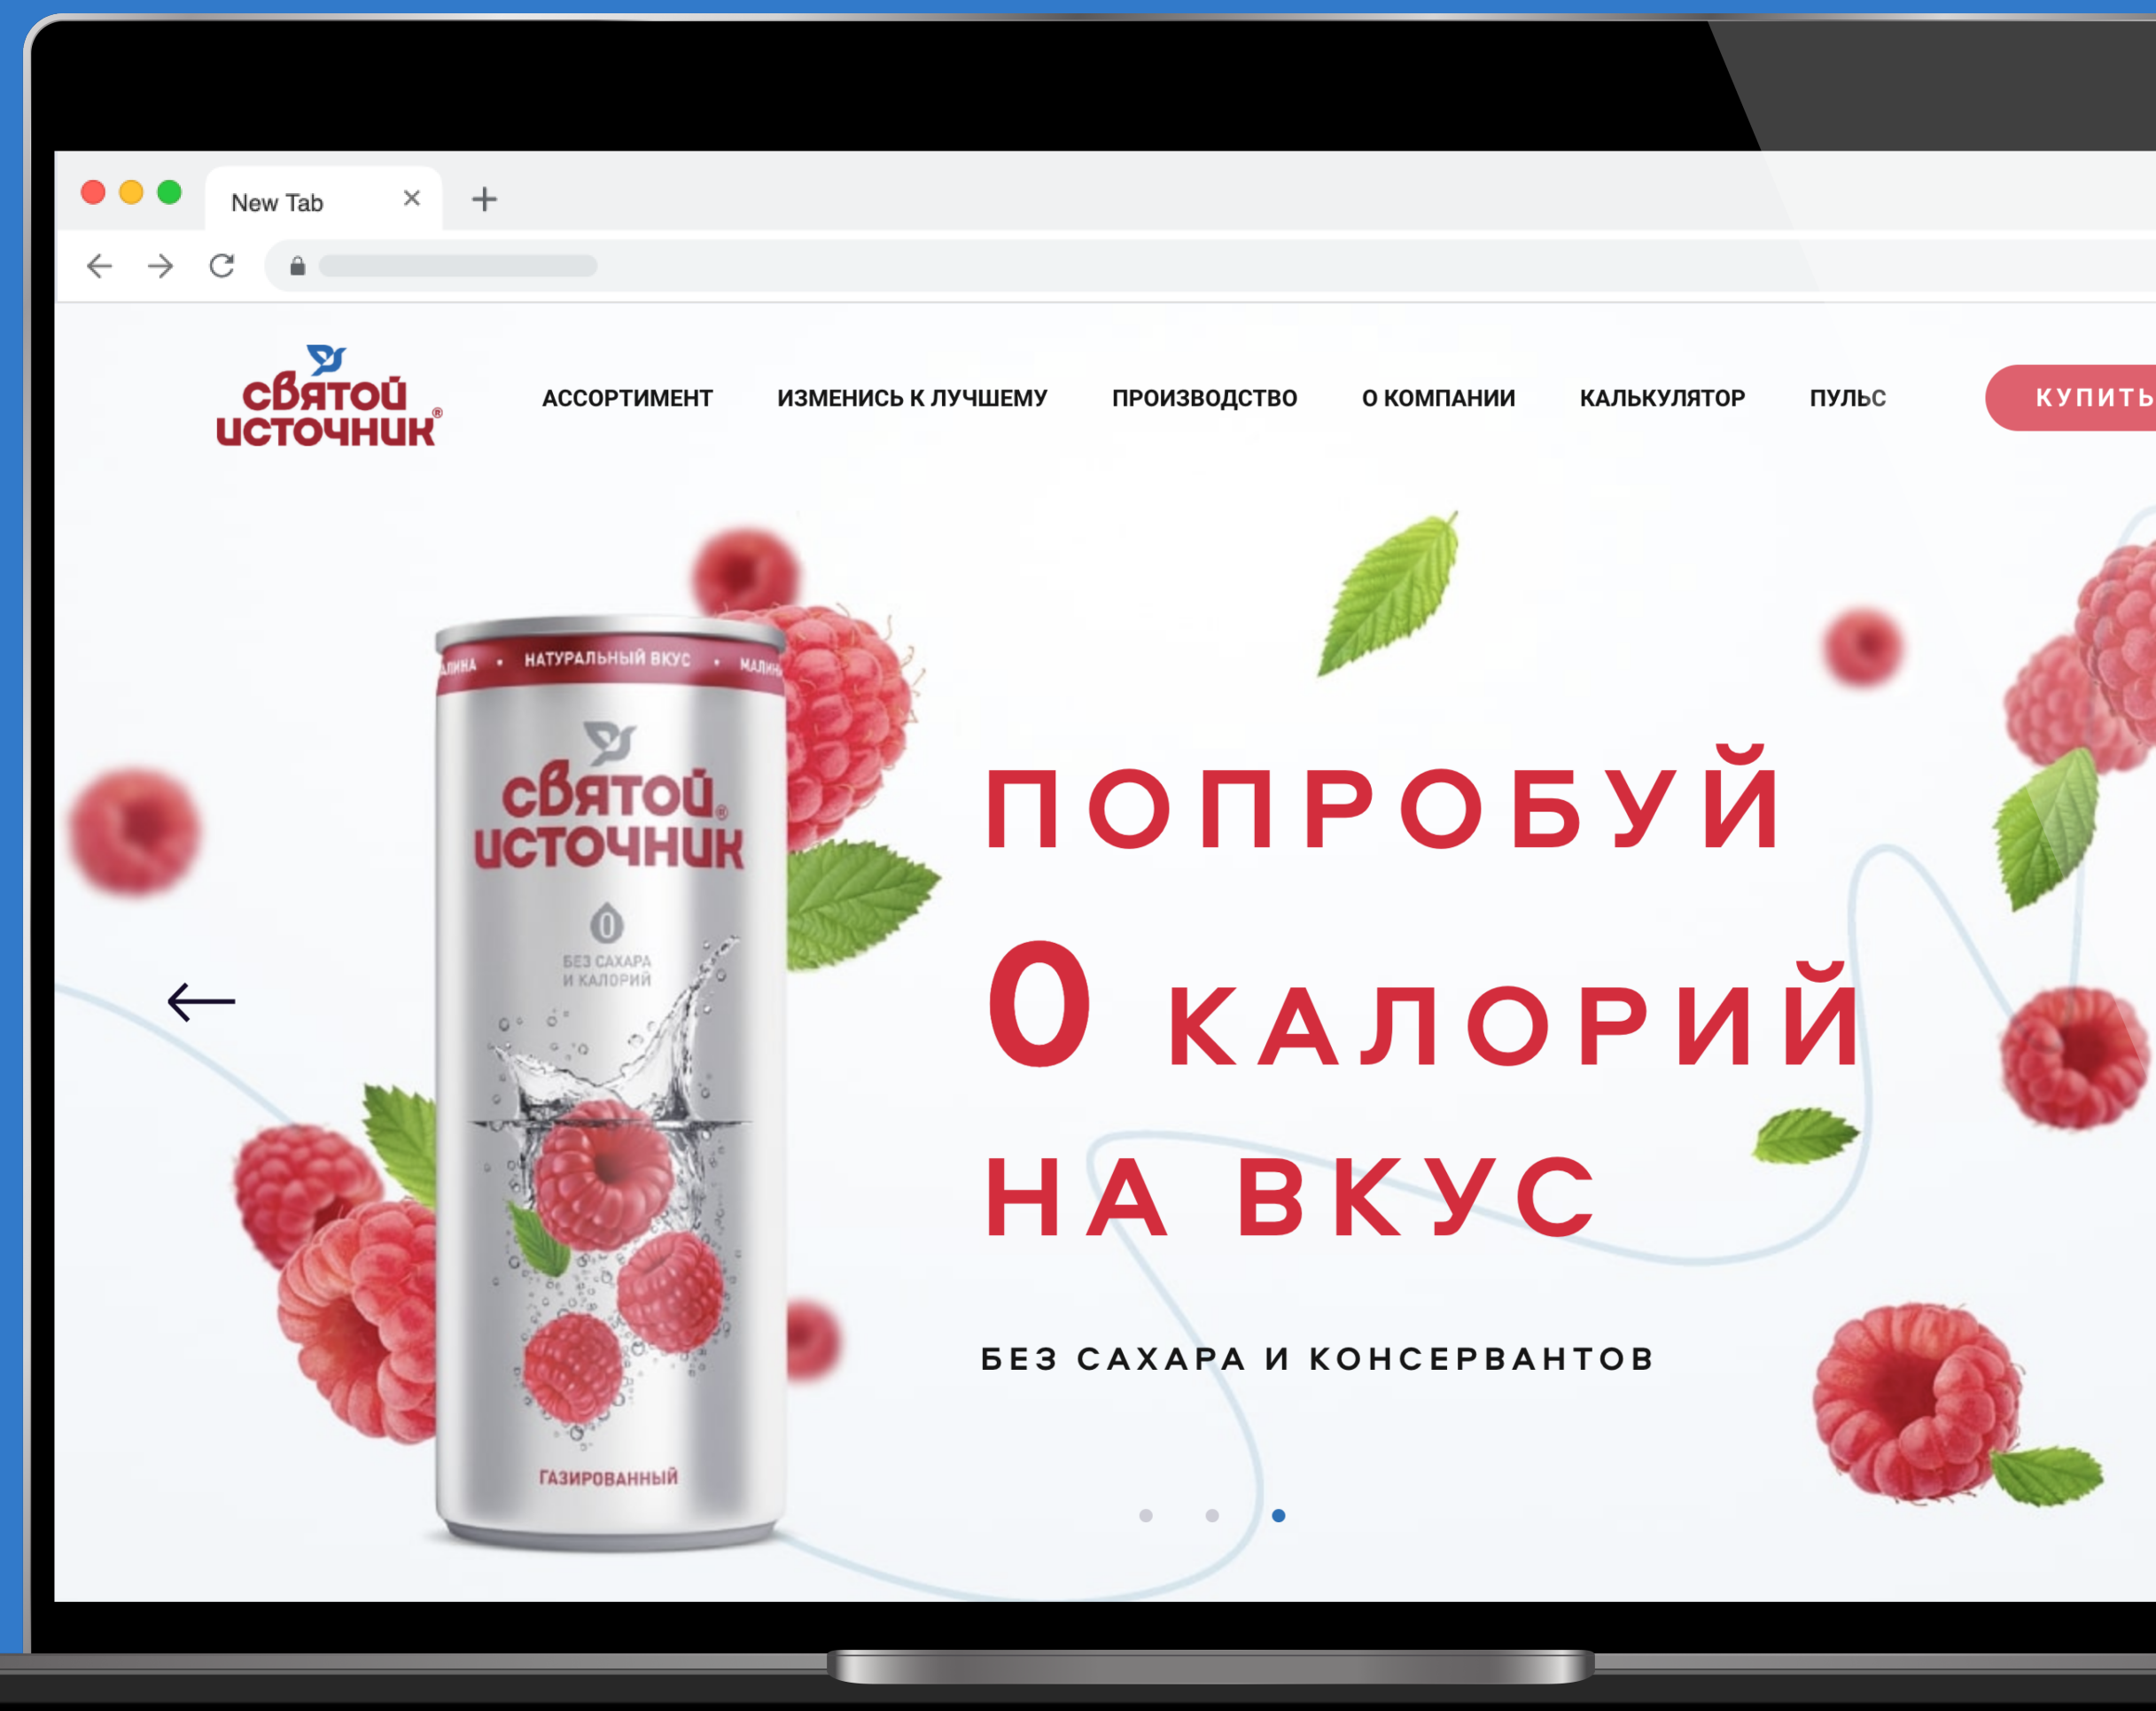 New Tab
святой
источник®
АССОРТИМЕНТ
ИЗМЕНИСЬ К ЛУЧШЕМУ
ПРОИЗВОДСТВО
О КОМПАНИИ
КАЛЬКУЛЯТОР
ПУЛЬС
КУПИТЬ
НАТУРАЛЬНЫЙ ВКУС •
святой®
источник
0
БЕЗ САХАРА
И КАЛОРИЙ
ГАЗИРОВАННЫЙ
ПОПРОБУЙ
0 КАЛОРИЙ
НА ВКУС
БЕЗ САХАРА И КОНСЕРВАНТОВ